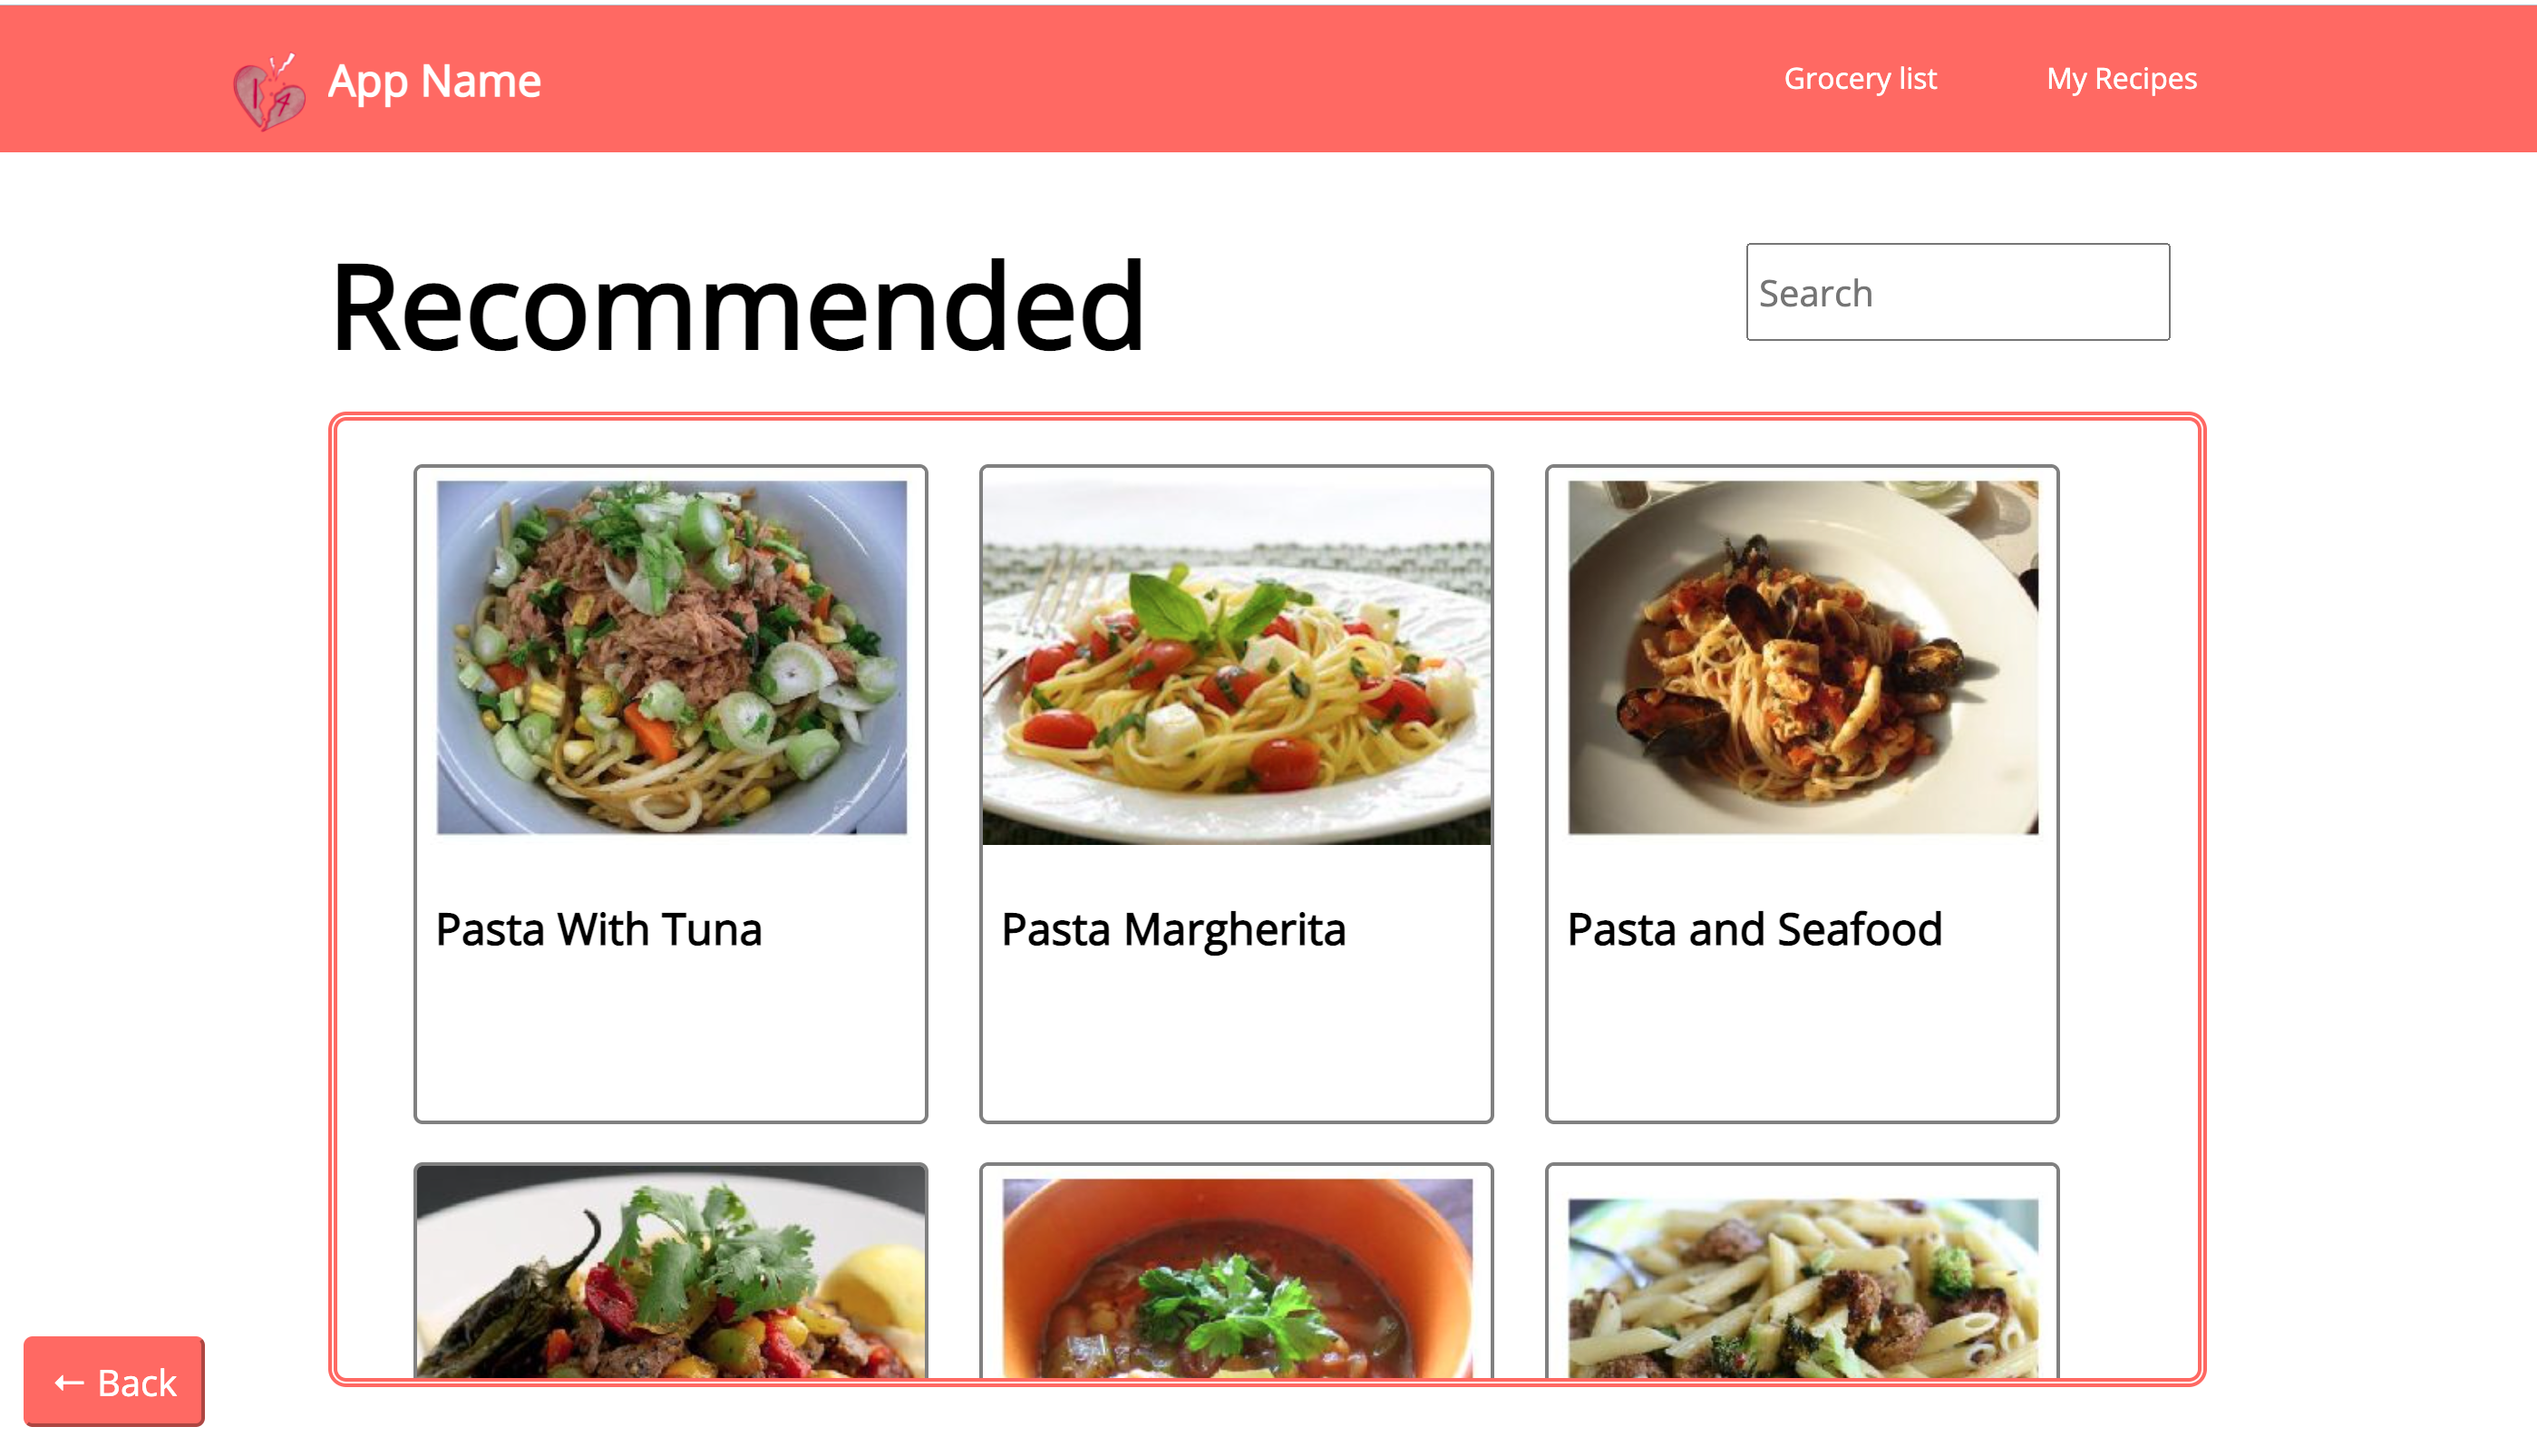 App Name
Grocery list
My Recipes
Recommended
Search
Pasta With Tuna
Pasta Margherita
Pasta and Seafood
← Back